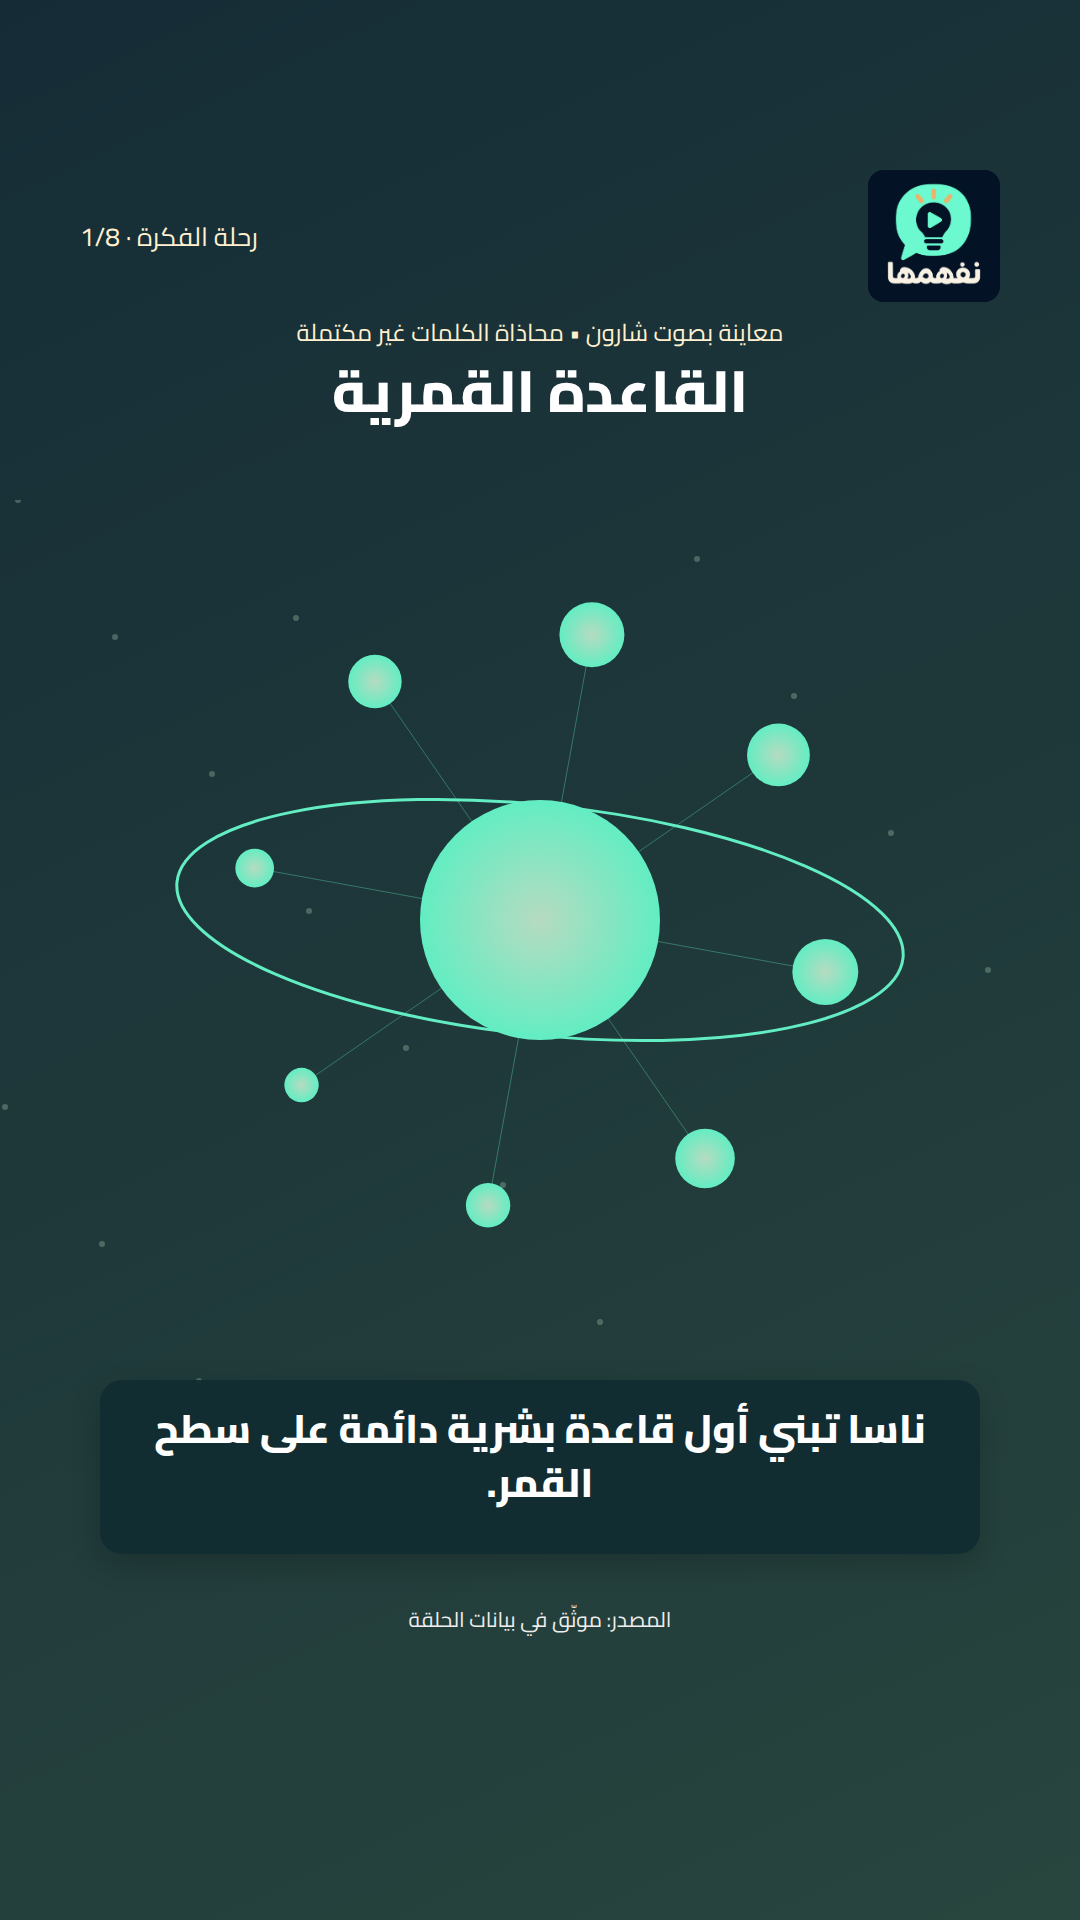 نفهمها
رحلة الفكرة · 1/8
معاينة بصوت شارون ▪ محاذاة الكلمات غير مكتملة
القاعدة القمرية
ناسا تبني أول قاعدة بشرية دائمة على سطح
القمر.
المصدر: موثّق في بيانات الحلقة